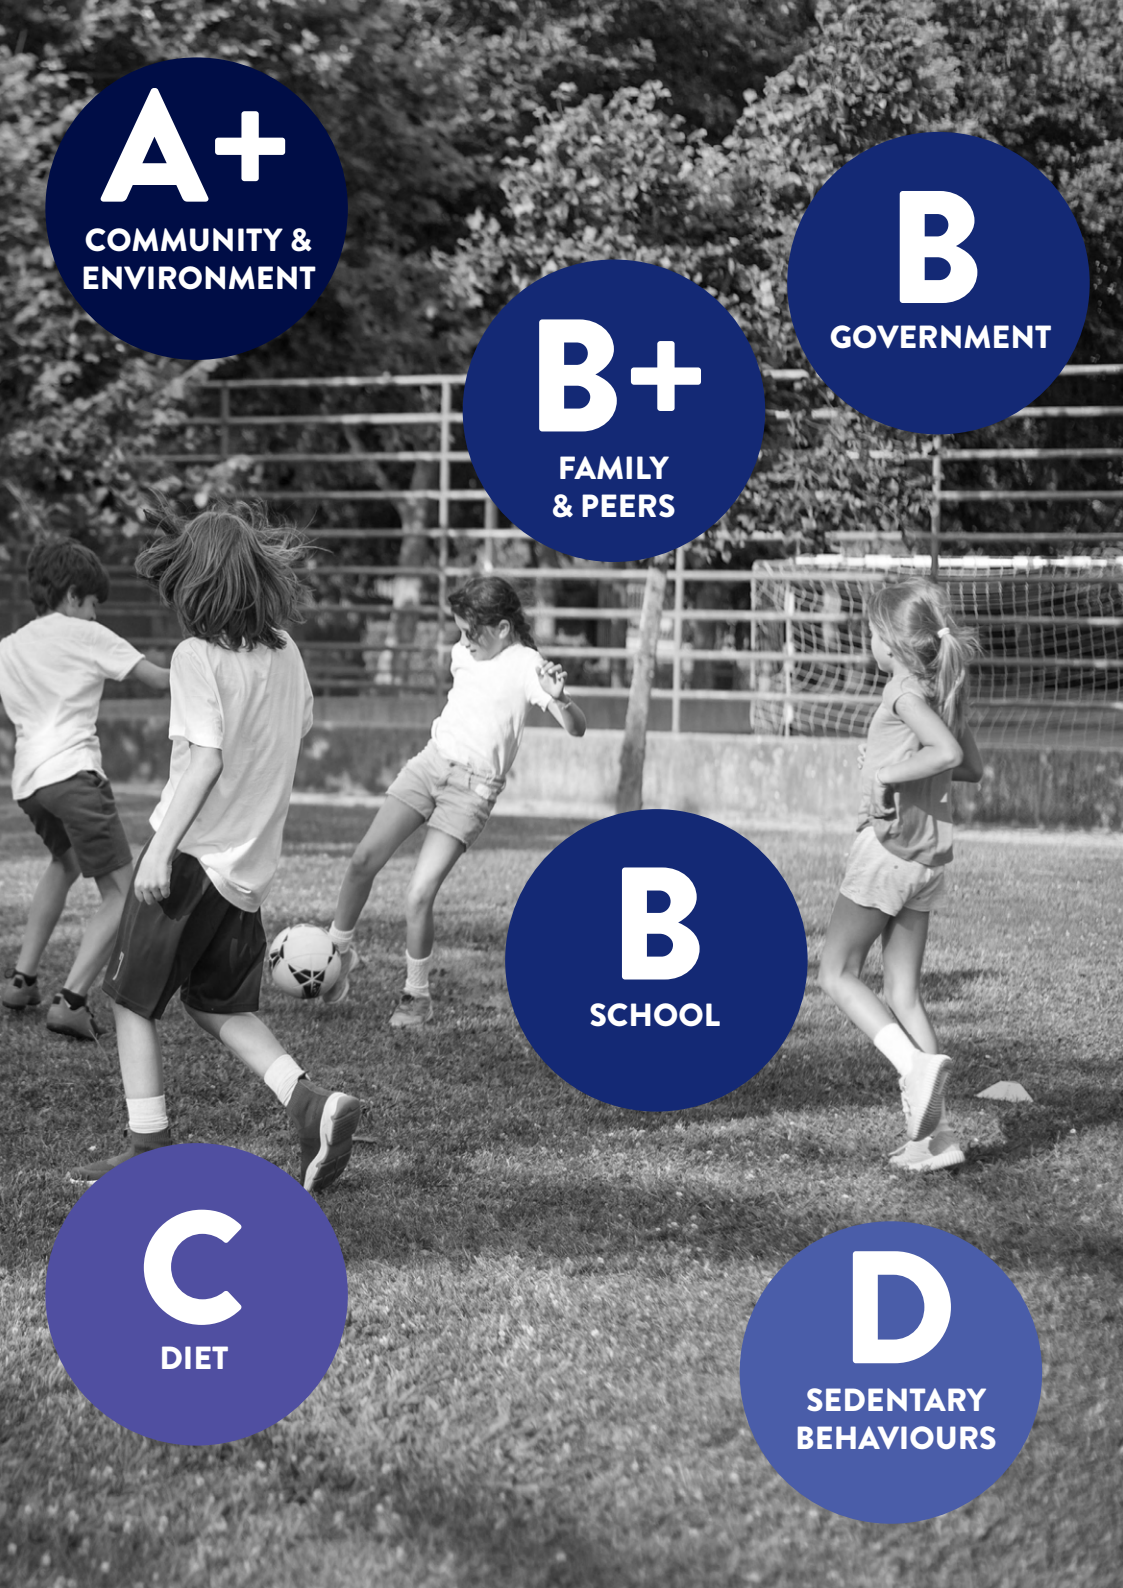 A+
COMMUNITY &
ENVIRONMENT
B
GOVERNMENT
B+
FAMILY
& PEERS
B
SCHOOL
C
DIET
D
SEDENTARY
BEHAVIOURS